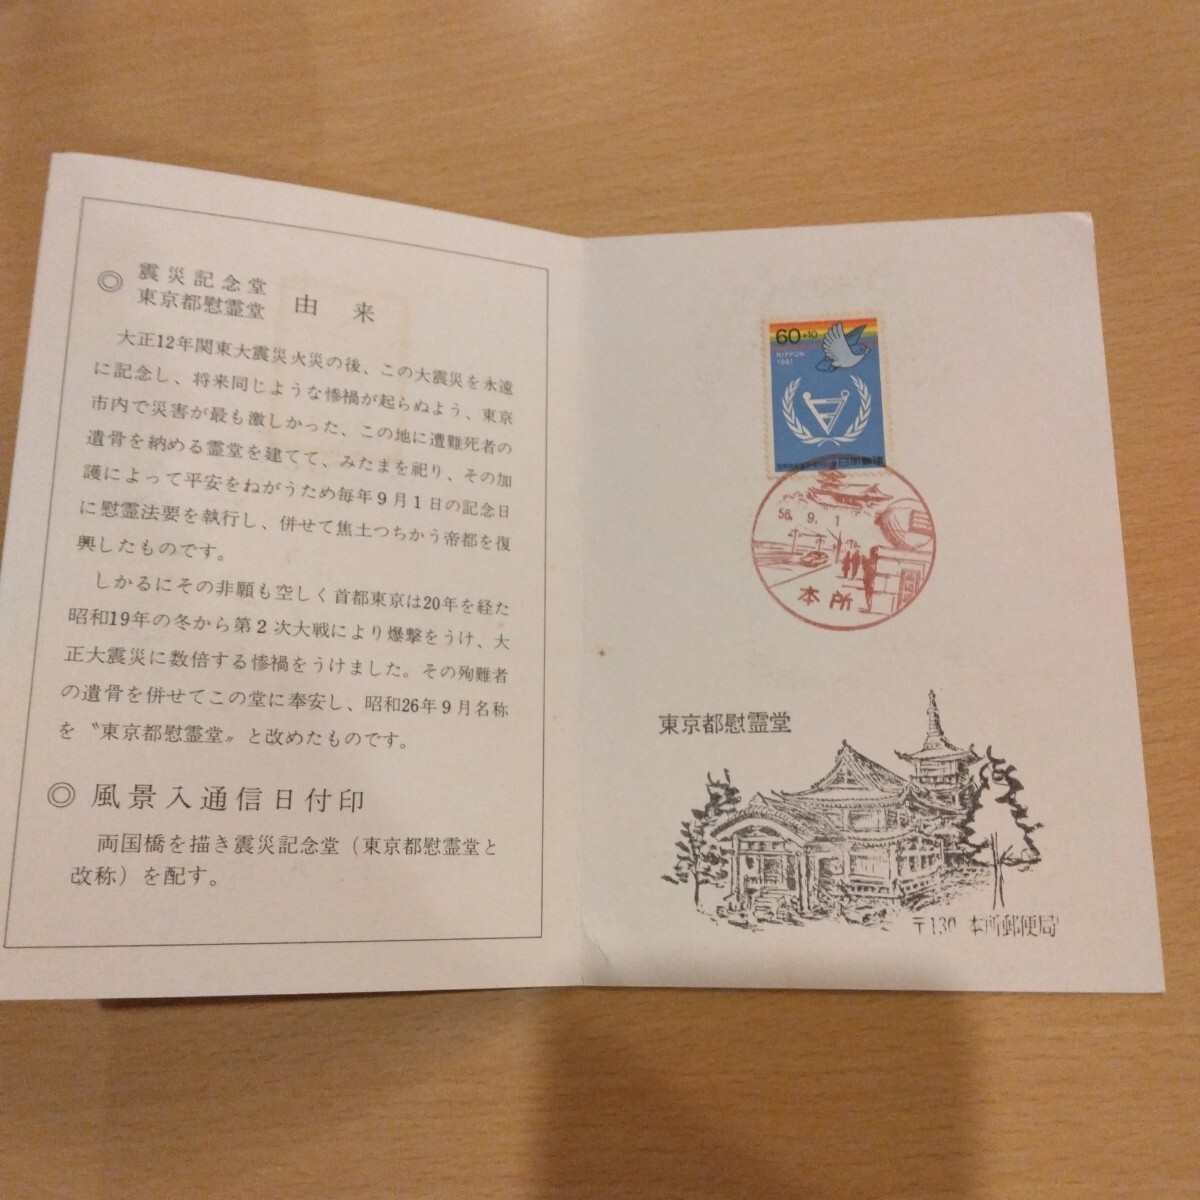 ◎ 震災記念堂
東京都慰霊堂 由来
大正12年関東大震災火災の後、この大震災を永遠
に記念し、将来同じような惨禍が起らぬよう、東京
市内で災害が最も激しかった、この地に遭難死者の
遺骨を納める霊堂を建てて、みたまを祀り、その加
護によって平安をねがうため毎年9月1日の記念日
に慰霊法要を執行し、併せて焦土つちかう帝都を復
興したものです。
しかるにその非願も空しく首都東京は20年を経た
昭和19年の冬から第2次大戦により爆撃をうけ、大
正大震災に数倍する惨禍をうけました。その殉難者
の遺骨を併せてこの堂に奉安し、昭和26年9月名称
を〝東京都慰霊堂〟と改めたものです。
◎ 風景入通信日付印
両国橋を描き震災記念堂（東京都慰霊堂と
改称）を配す。
60+10
NIPPON
1981
日本郵便
56. 9. 1
本所
東京都慰霊堂
〒130 本所郵便局